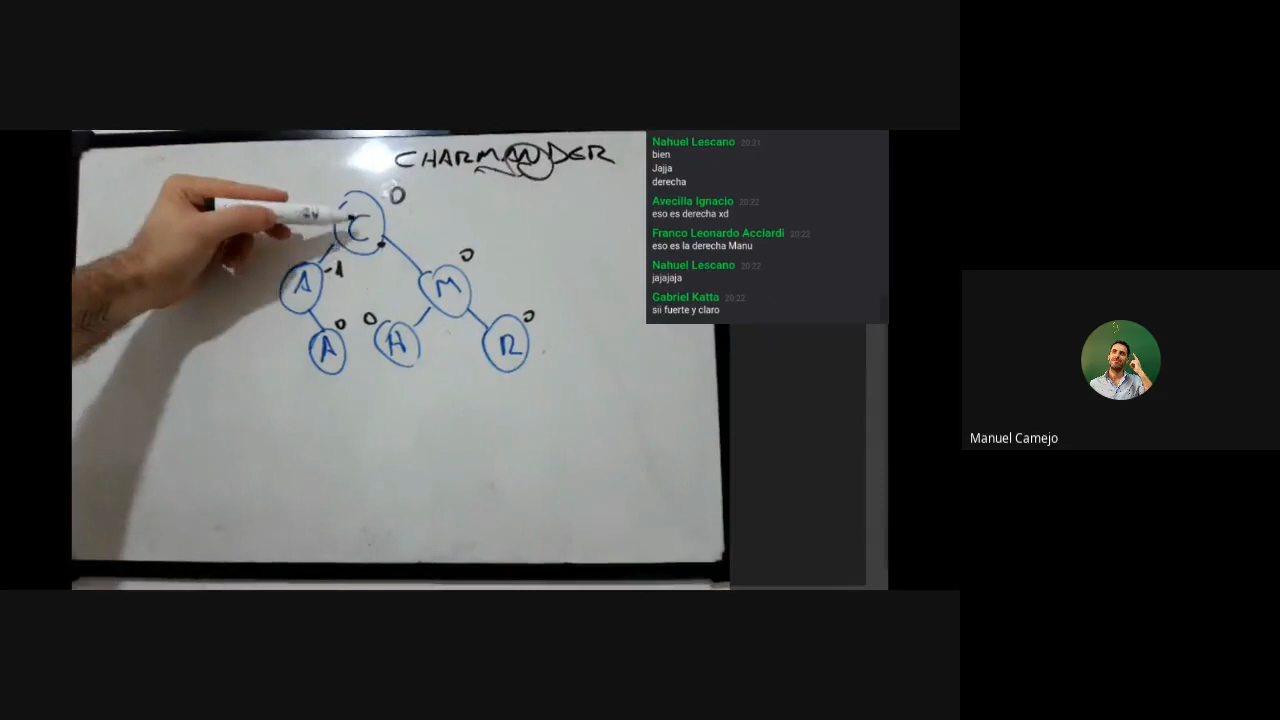 CHARMANDER
0
C
A
-1
M
0
A
0
H
0
R
0
Nahuel Lescano 20:21
bien
Jajja
derecha
Avecilla Ignacio 20:22
eso es derecha xd
Franco Leonardo Acciardi 20:22
eso es la derecha Manu
Nahuel Lescano 20:22
jajajaja
Gabriel Katta 20:22
sii fuerte y claro
Manuel Camejo